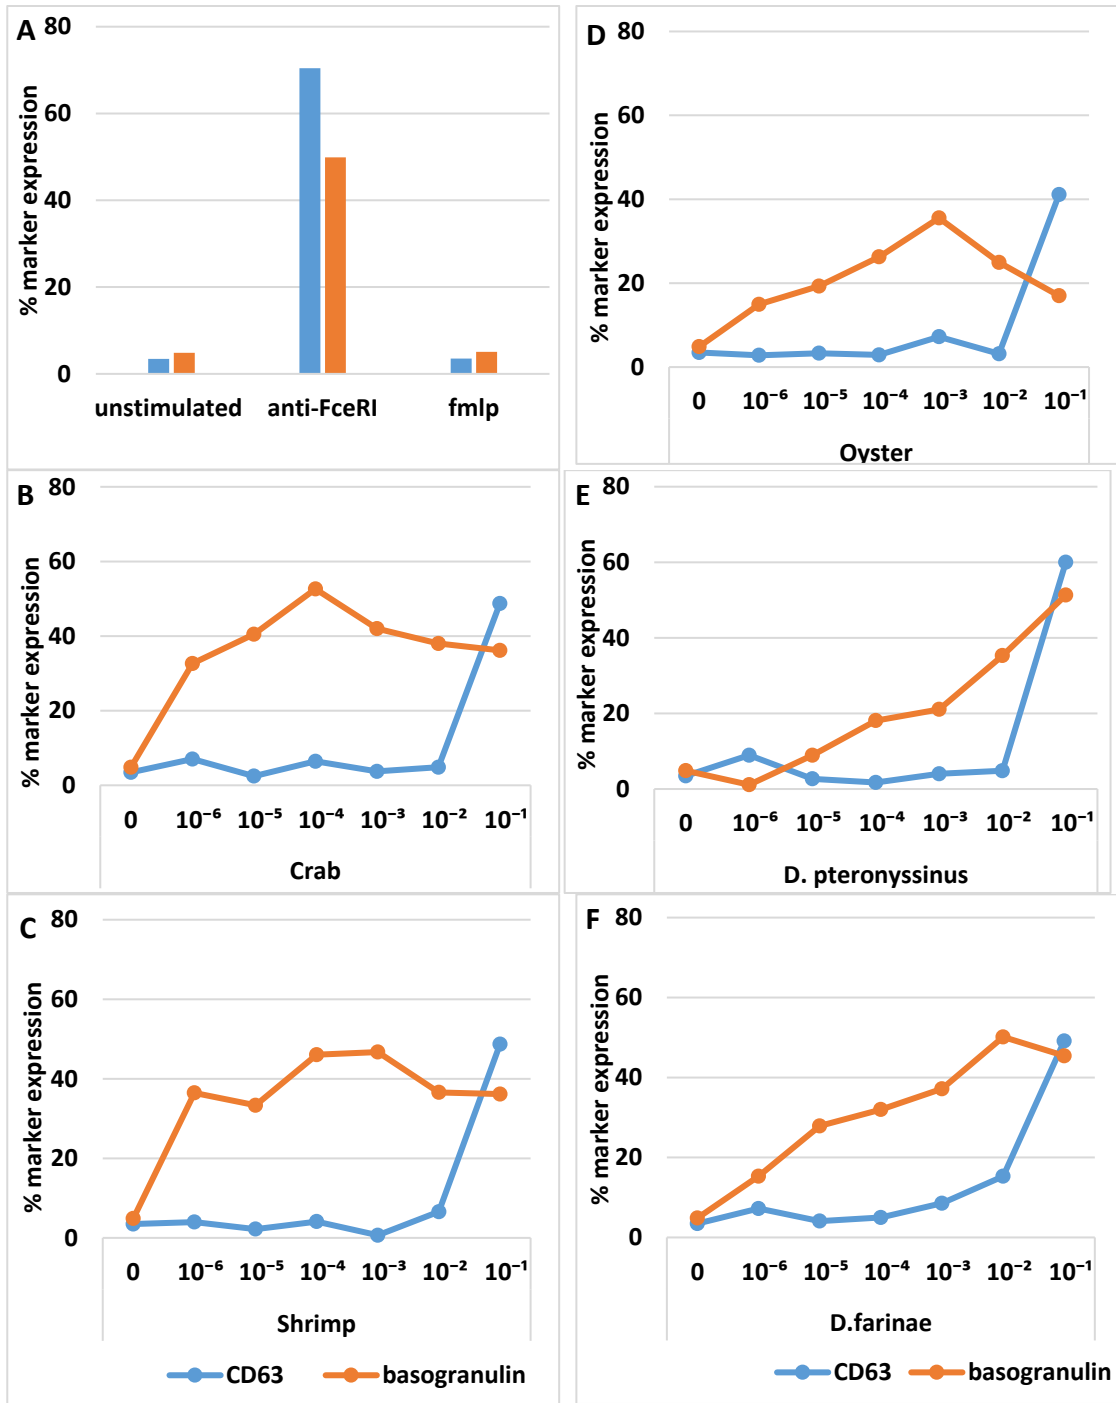 A
80
60
40
20
0
% marker expression
unstimulated anti-FceRI fmlp
B
80
60
40
20
0
% marker expression
0 10⁻⁶ 10⁻⁵ 10⁻⁴ 10⁻³ 10⁻² 10⁻¹
Crab
C
80
60
40
20
0
% marker expression
0 10⁻⁶ 10⁻⁵ 10⁻⁴ 10⁻³ 10⁻² 10⁻¹
Shrimp
CD63 basogranulin
D
80
60
40
20
0
% marker expression
0 10⁻⁶ 10⁻⁵ 10⁻⁴ 10⁻³ 10⁻² 10⁻¹
Oyster
E
80
60
40
20
0
% marker expression
0 10⁻⁶ 10⁻⁵ 10⁻⁴ 10⁻³ 10⁻² 10⁻¹
D. pteronyssinus
F
80
60
40
20
0
% marker expression
0 10⁻⁶ 10⁻⁵ 10⁻⁴ 10⁻³ 10⁻² 10⁻¹
D.farinae
CD63 basogranulin